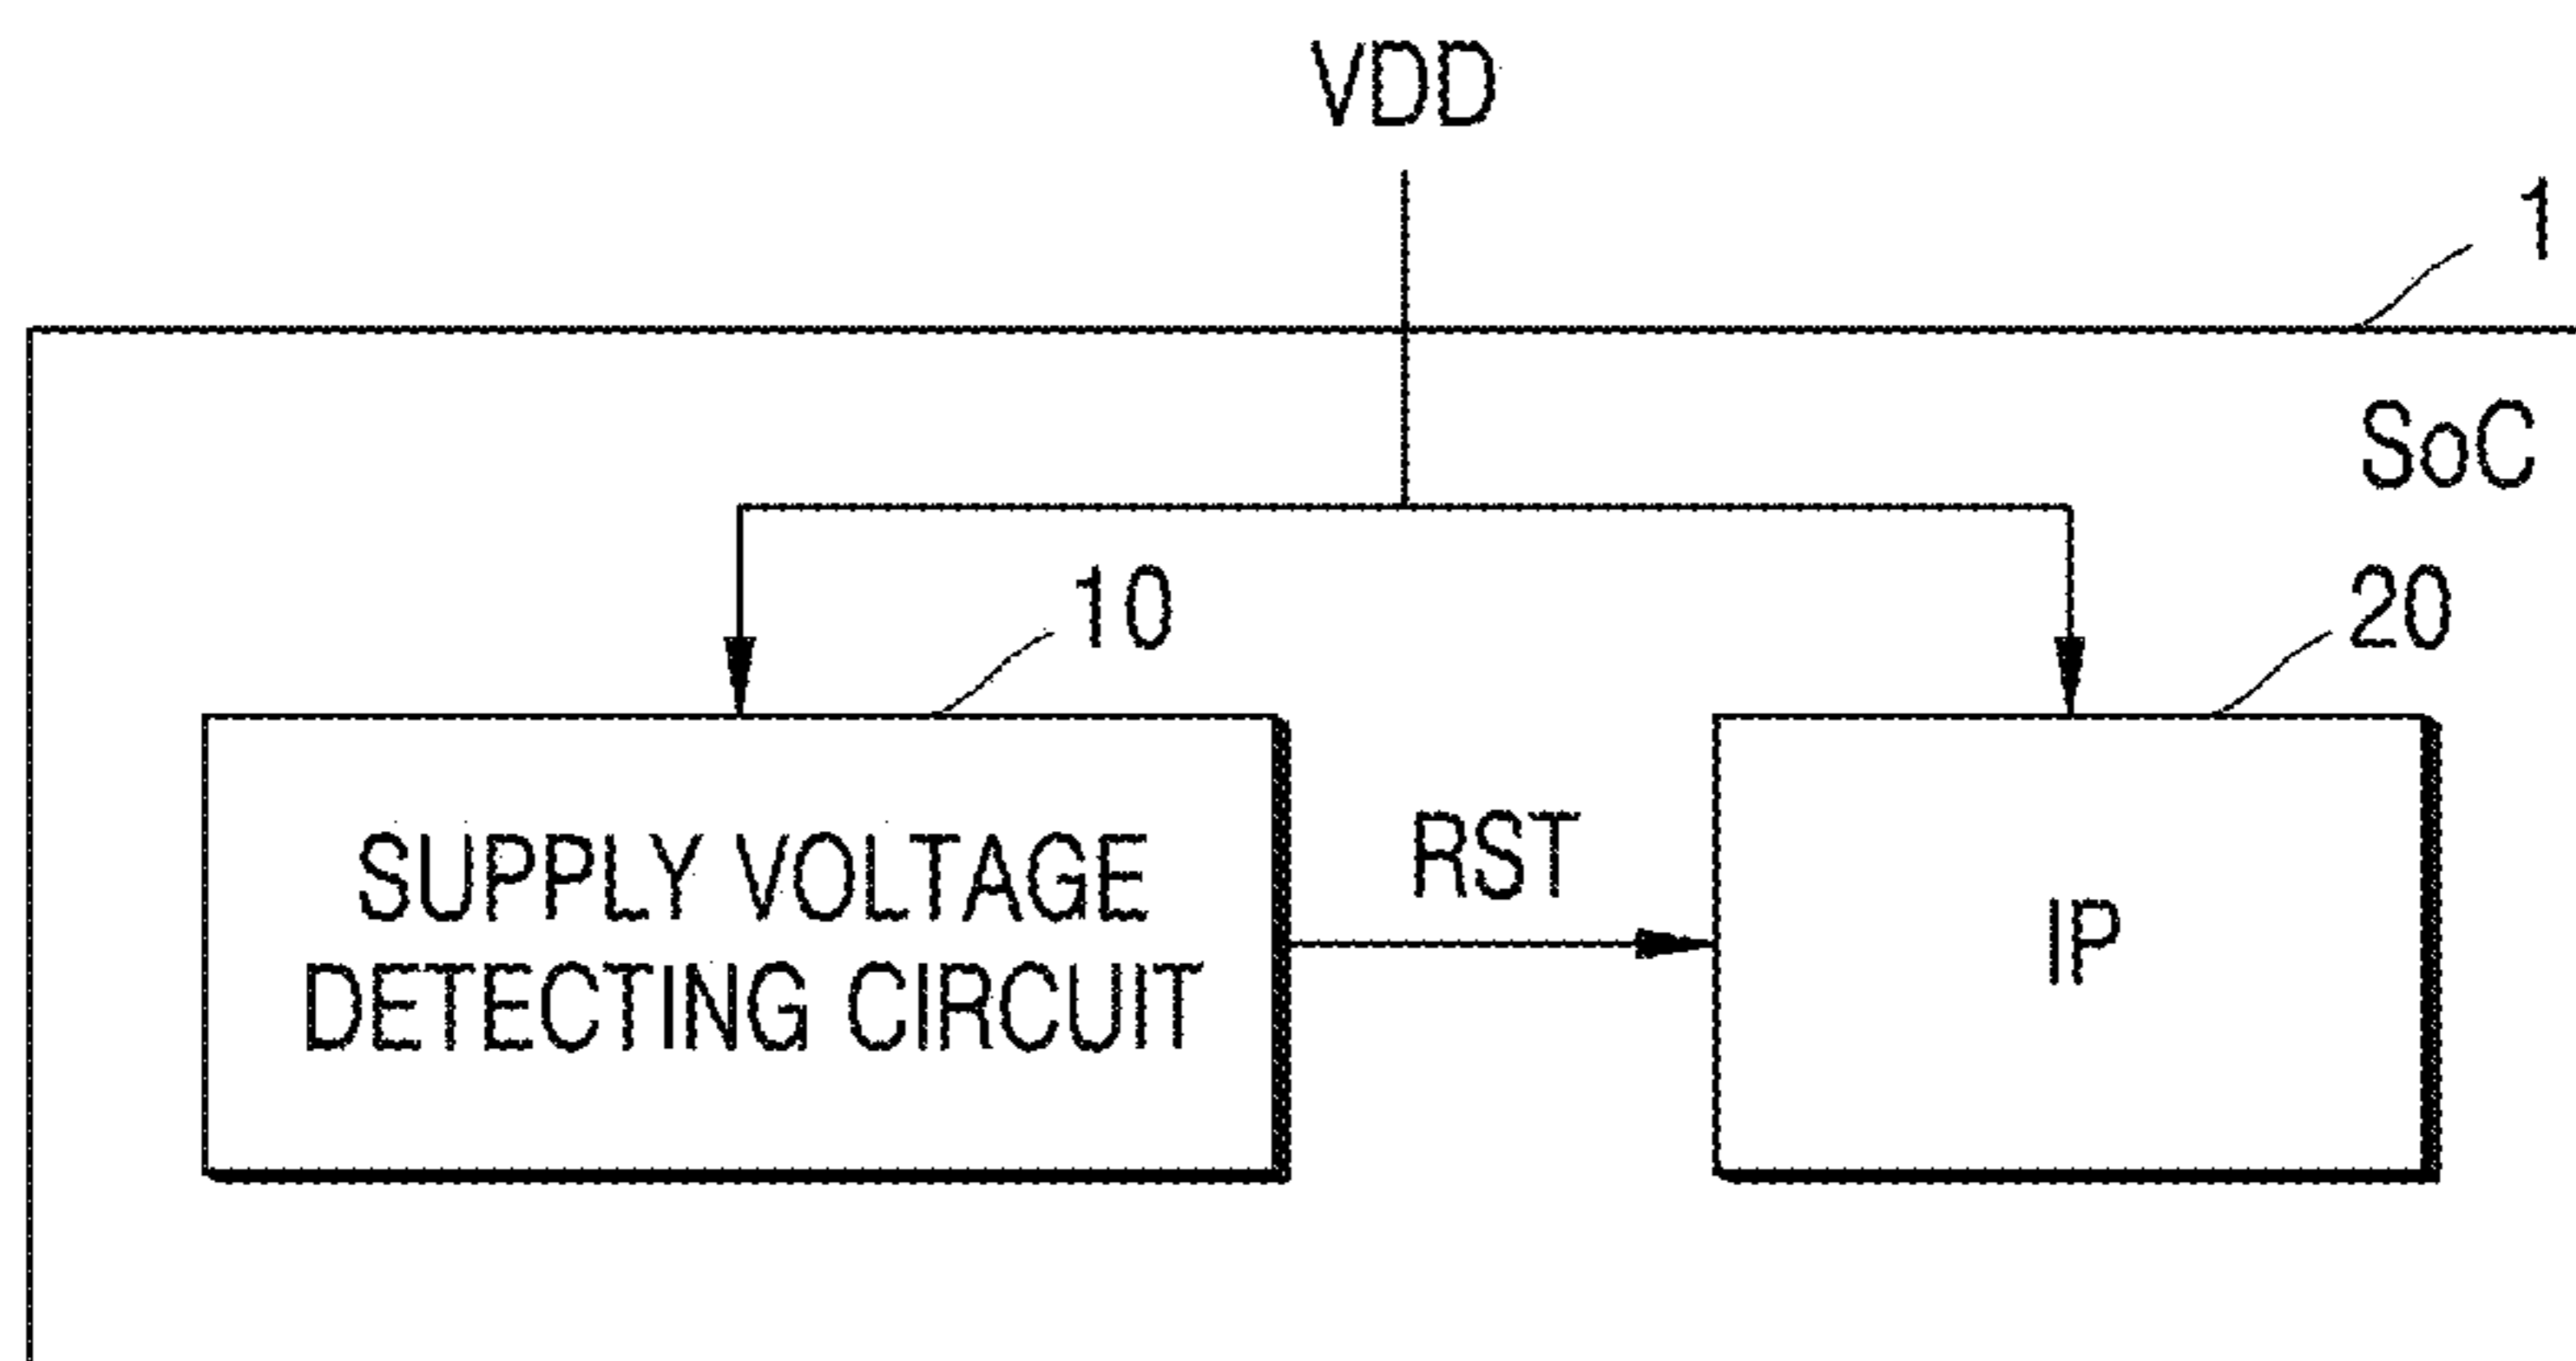 VDD
1
SoC
10
20
SUPPLY VOLTAGE
DETECTING CIRCUIT
RST
IP